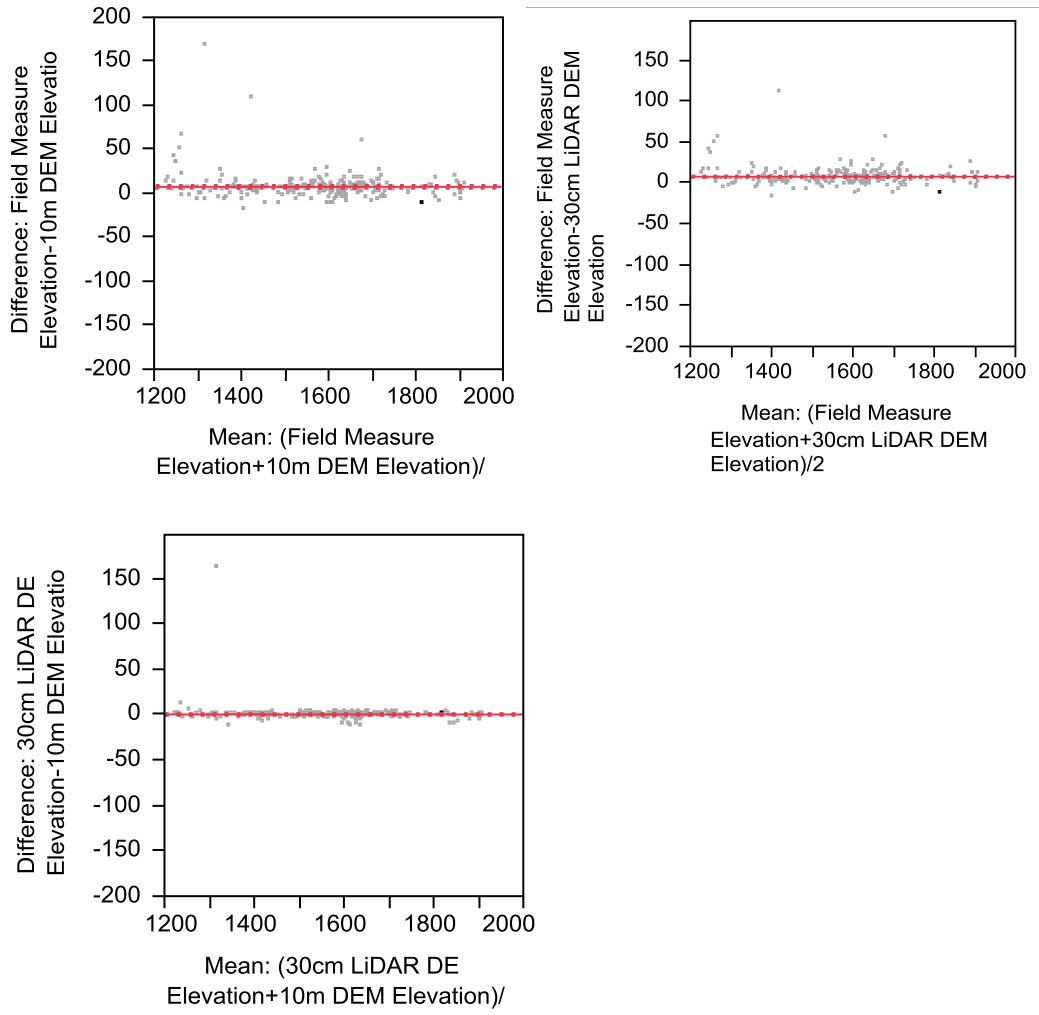 200
150
100
50
0
-50
-100
-150
-200
Difference: Field Measure
Elevation-10m DEM Elevatio
1200 1400 1600 1800 2000
Mean: (Field Measure
Elevation+10m DEM Elevation)/
150
100
50
0
-50
-100
-150
-200
Difference: Field Measure
Elevation-30cm LiDAR DEM
Elevation
1200 1400 1600 1800 2000
Mean: (Field Measure
Elevation+30cm LiDAR DEM
Elevation)/2
150
100
50
0
-50
-100
-150
-200
Difference: 30cm LiDAR DE
Elevation-10m DEM Elevatio
1200 1400 1600 1800 2000
Mean: (30cm LiDAR DE
Elevation+10m DEM Elevation)/